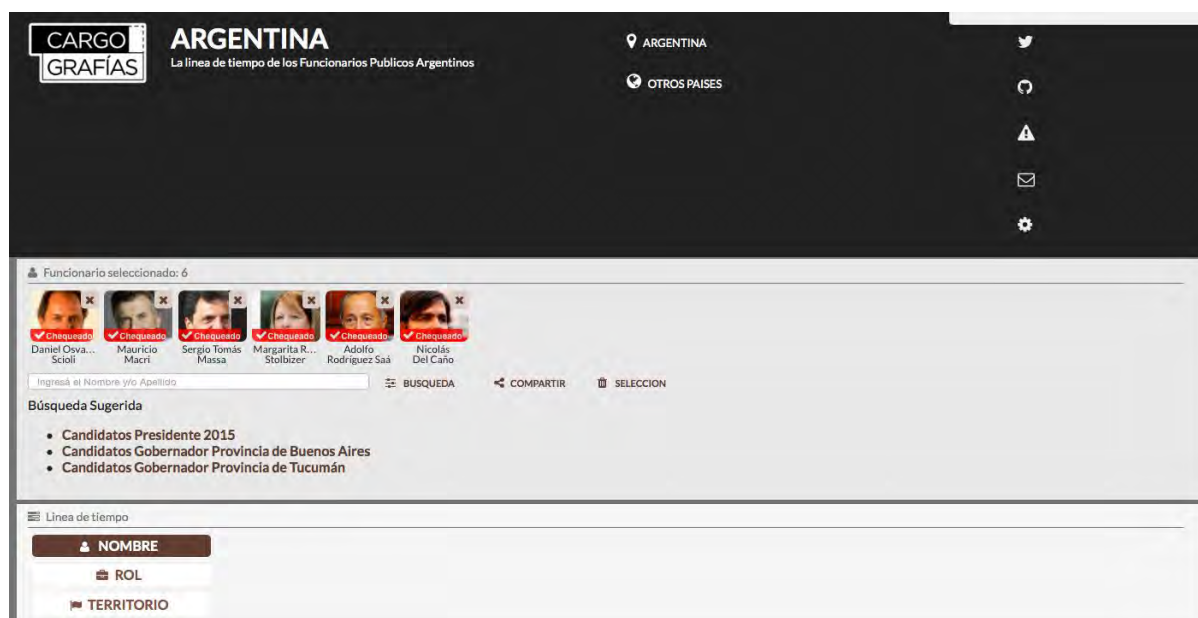 CARGO
GRAFÍAS
ARGENTINA
La linea de tiempo de los Funcionarios Publicos Argentinos
ARGENTINA
OTROS PAISES
Funcionario seleccionado: 6
Chequeado Chequeado Chequeado Chequeado Chequeado Chequeado
Daniel Osva... Mauricio Sergio Tomás Margarita R... Adolfo Nicolás
Scioli Macri Massa Stolbizer Rodríguez Saá Del Caño
Ingresá el Nombre y/o Apellido BUSQUEDA COMPARTIR SELECCION
Búsqueda Sugerida
• Candidatos Presidente 2015
• Candidatos Gobernador Provincia de Buenos Aires
• Candidatos Gobernador Provincia de Tucumán
Linea de tiempo
NOMBRE
ROL
TERRITORIO